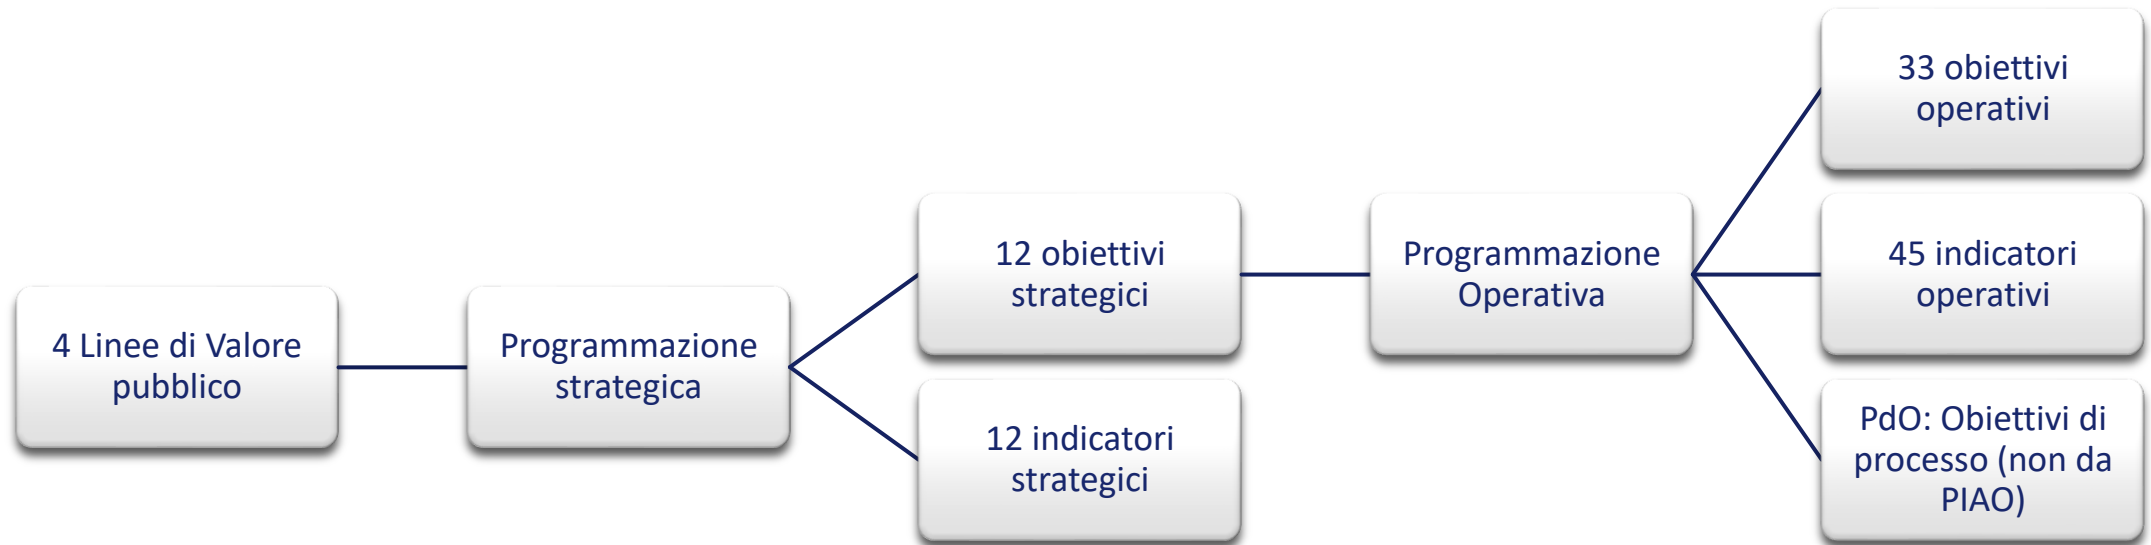 4 Linee di Valore
pubblico
Programmazione
strategica
12 obiettivi
strategici
12 indicatori
strategici
Programmazione
Operativa
33 obiettivi
operativi
45 indicatori
operativi
PdO: Obiettivi di
processo (non da
PIAO)